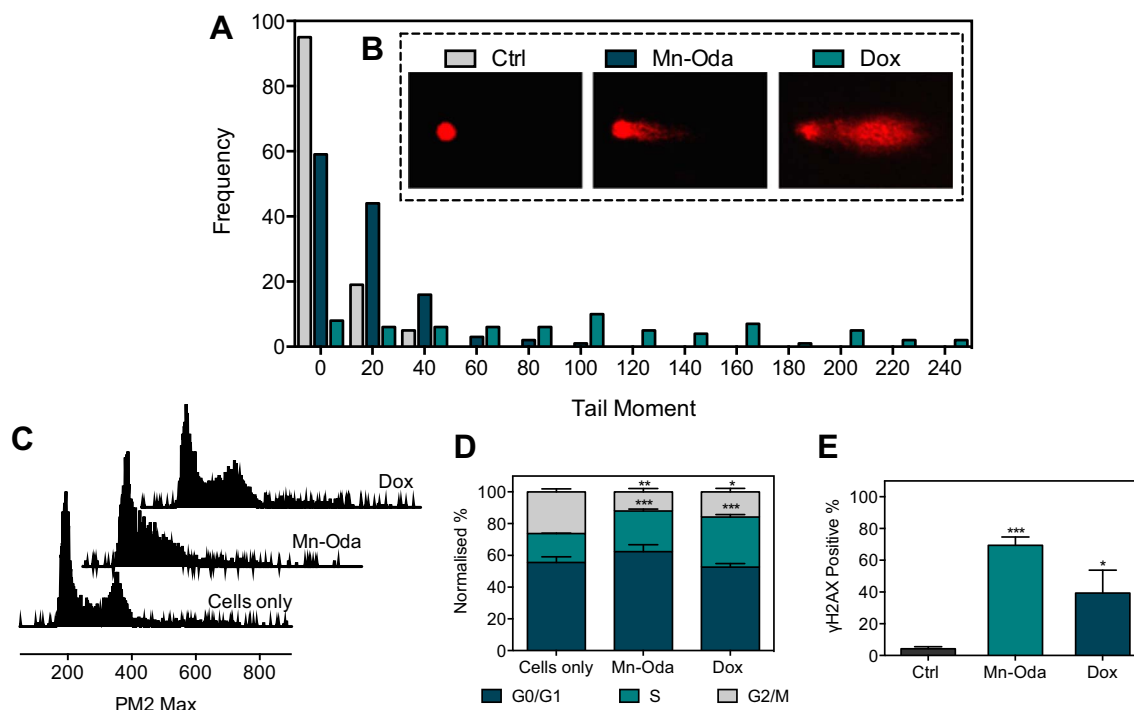 A
B
Ctrl
Mn-Oda
Dox
Frequency
100
80
60
40
20
0
0 20 40 60 80 100 120 140 160 180 200 220 240
Tail Moment
C
Dox
Mn-Oda
Cells only
200 400 600 800
PM2 Max
D
Normalised %
100
80
60
40
20
0
** *
*** ***
Cells only Mn-Oda Dox
G0/G1 S G2/M
E
γH2AX Positive %
100
80
60
40
20
0
***
*
Ctrl Mn-Oda Dox